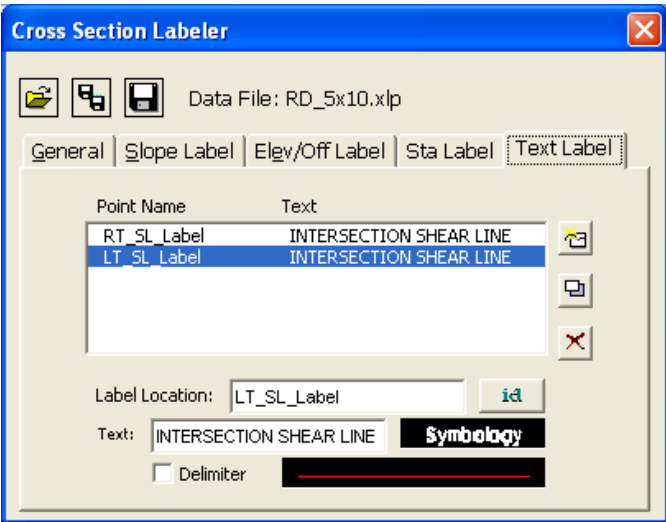 Cross Section Labeler
Data File: RD_5x10.xlp
General Slope Label Elev/Off Label Sta Label Text Label
Point Name Text
RT_SL_Label INTERSECTION SHEAR LINE
LT_SL_Label INTERSECTION SHEAR LINE
Label Location: LT_SL_Label id
Text: INTERSECTION SHEAR LINE Symbology
Delimiter